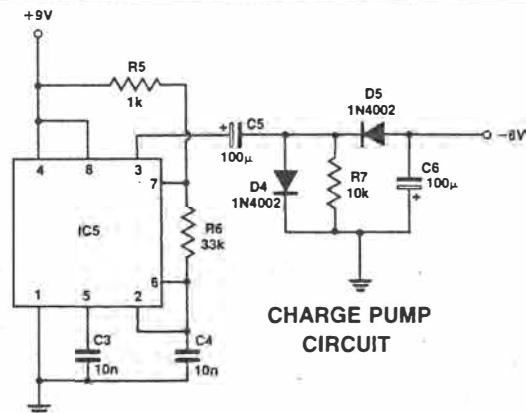 +9V
R5
1k
D5
1N4002
C5
+
100μ
-6V
4
8
3
7
D4
1N4002
R7
10k
C6
100μ
+
IC5
R6
33k
6
1
5
2
C3
10n
C4
10n
CHARGE PUMP
CIRCUIT